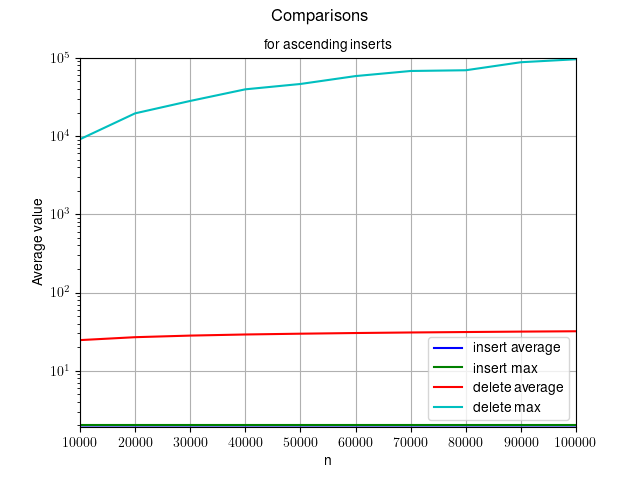 Comparisons
for ascending inserts
Average value
10^5
10^4
10^3
10^2
10^1
insert average
insert max
delete average
delete max
10000 20000 30000 40000 50000 60000 70000 80000 90000 100000
n